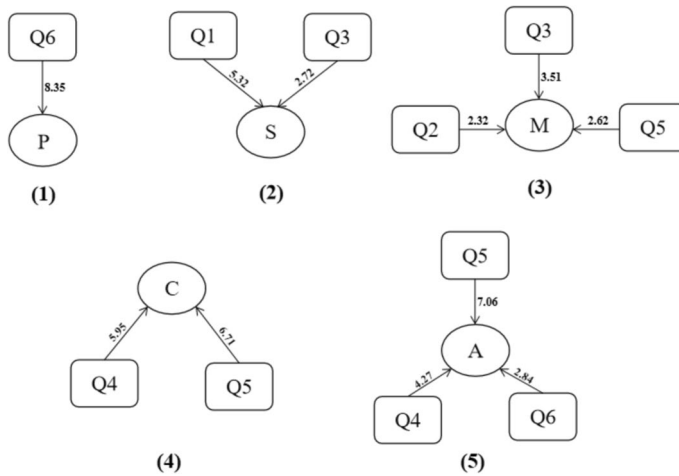 Q6
8.35
P
(1)
Q1
Q3
5.32
2.72
S
(2)
Q3
3.51
Q2
2.32
M
2.62
Q5
(3)
C
5.95
6.71
Q4
Q5
(4)
Q5
7.06
A
4.27
2.84
Q4
Q6
(5)